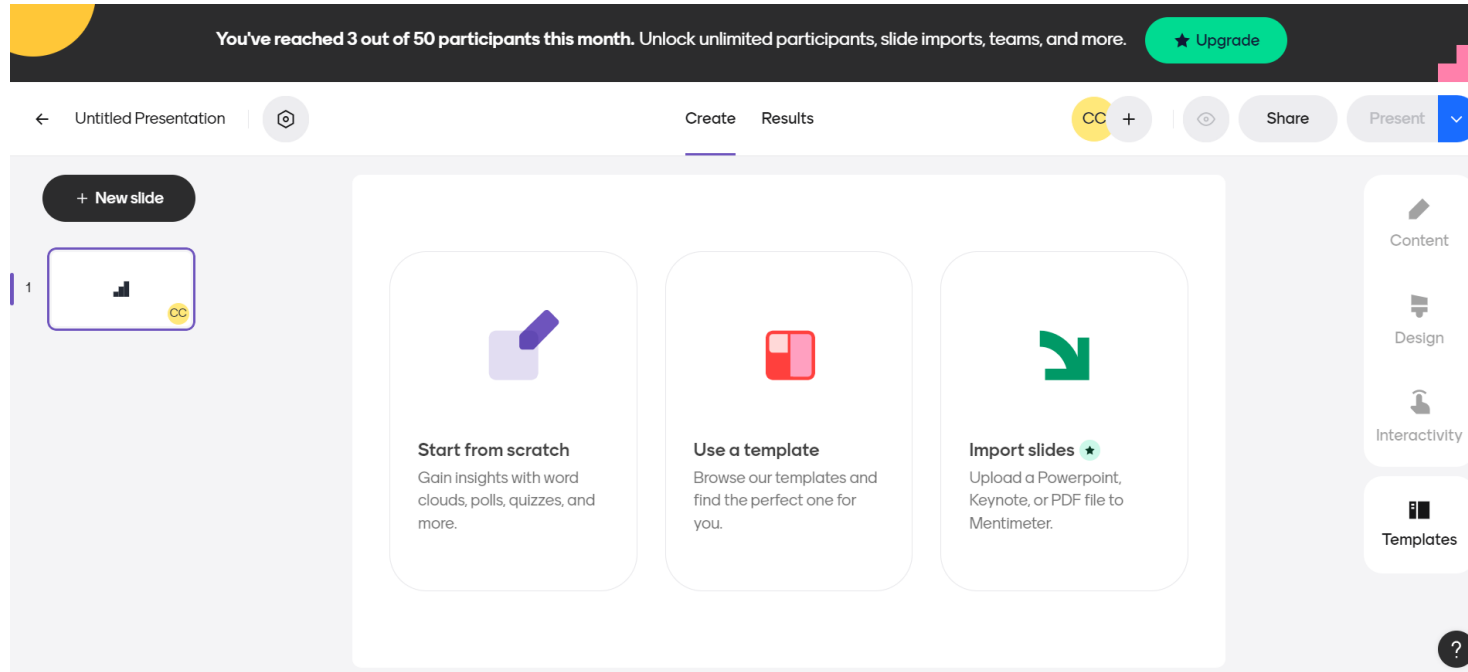 You've reached 3 out of 50 participants this month. Unlock unlimited participants, slide imports, teams, and more.
Upgrade
Untitled Presentation
Create
Results
CC
+
Share
Present
+ New slide
1
CC
Start from scratch
Gain insights with word
clouds, polls, quizzes, and
more.
Use a template
Browse our templates and
find the perfect one for
you.
Import slides
Upload a Powerpoint,
Keynote, or PDF file to
Mentimeter.
Content
Design
Interactivity
Templates
?